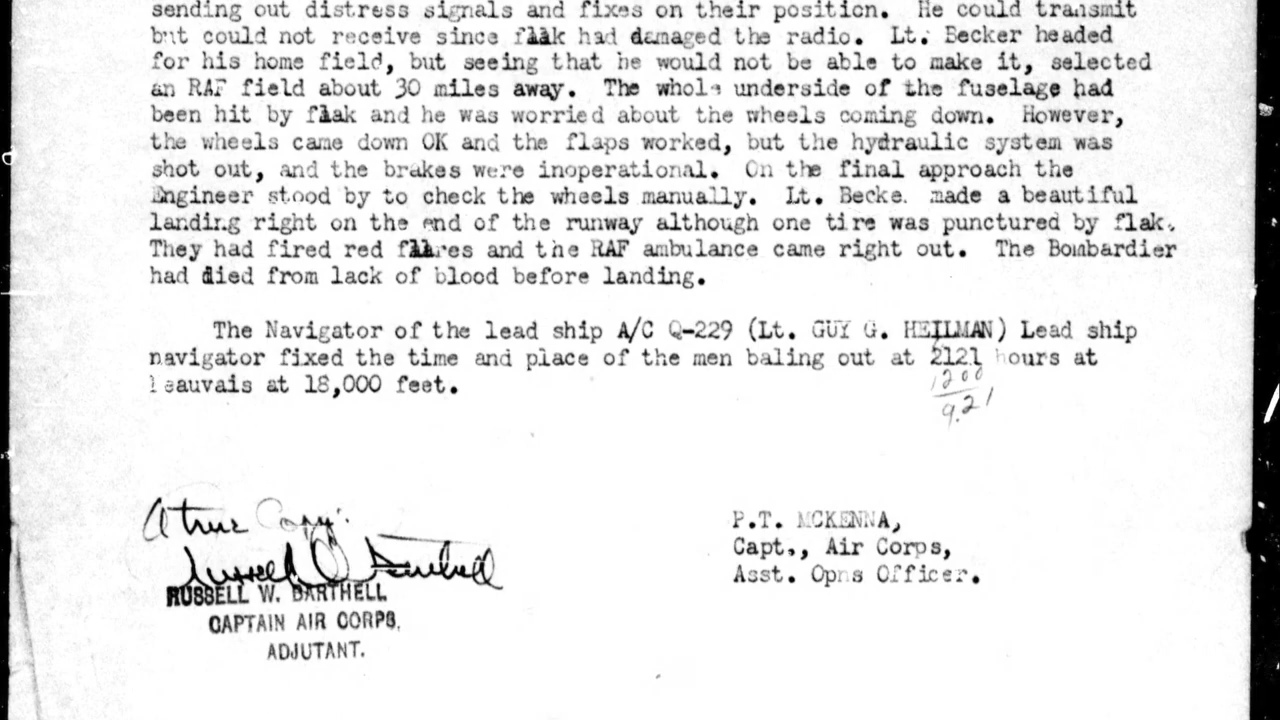 sending out distress signals and fixes on their position. He could transmit
but could not receive since flak had damaged the radio. Lt. Becker headed
for his home field, but seeing that he would not be able to make it, selected
an RAF field about 30 miles away. The whole underside of the fuselage had
been hit by flak and he was worried about the wheels coming down. However,
the wheels came down OK and the flaps worked, but the hydraulic system was
shot out, and the brakes were inoperational. On the final approach the
Engineer stood by to check the wheels manually. Lt. Becke. made a beautiful
landing right on the end of the runway although one tire was punctured by flak.
They had fired red flares and the RAF ambulance came right out. The Bombardier
had died from lack of blood before landing.
The Navigator of the lead ship A/C Q-229 (Lt. GUY G. HEILMAN) Lead ship
navigator fixed the time and place of the men baling out at 2121 hours at
Beauvais at 18,000 feet.
1200
9.21
A true Copy:
Russell W Barthell
RUSSELL W. BARTHELL
CAPTAIN AIR CORPS.
ADJUTANT.
P.T. MCKENNA,
Capt., Air Corps,
Asst. Opns Officer.